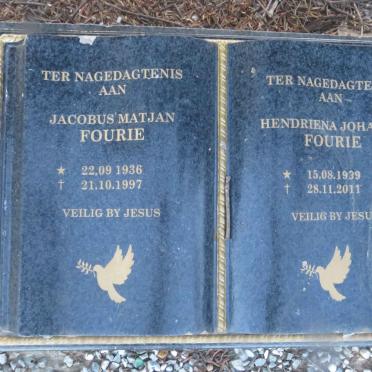 TER NAGEDAGTENIS
AAN
JACOBUS MATJAN
FOURIE
★ 22.09 1936
† 21.10.1997
VEILIG BY JESUS
TER NAGEDAGTE
AAN
HENDRIENA JOHA
FOURIE
★ 15.08.1939
† 28.11.2011
VEILIG BY JESU